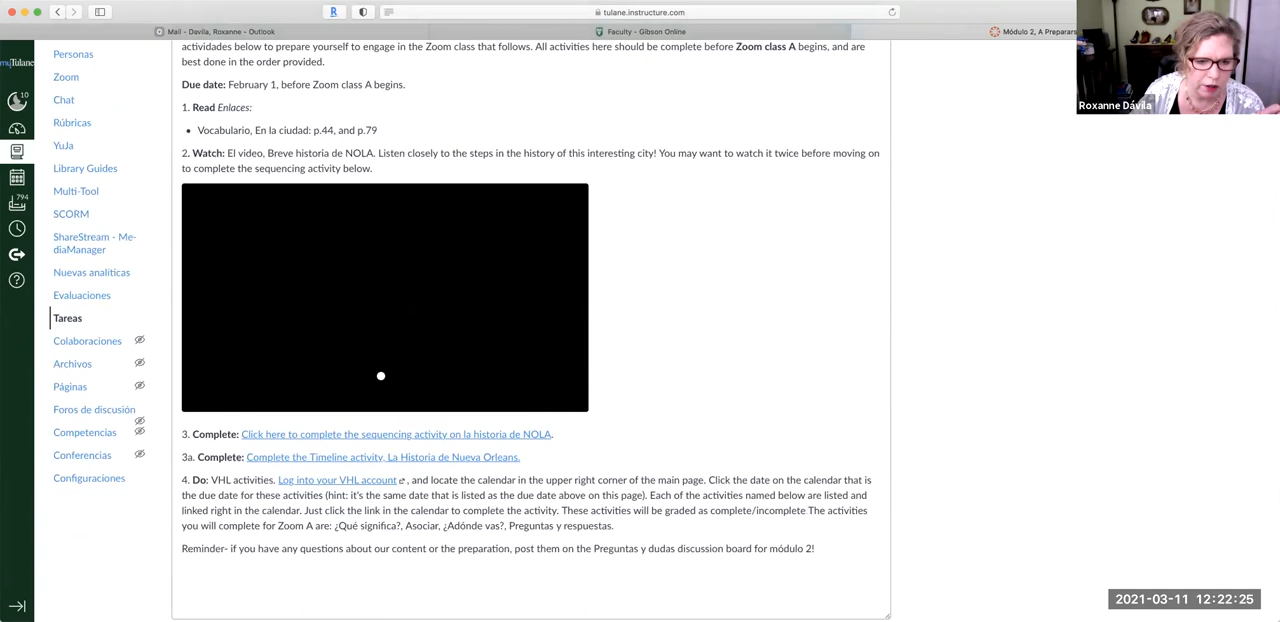 tulane.instructure.com
Mail - Davila, Roxanne - Outlook
Faculty - Gibson Online
Módulo 2, A Preparars
Roxanne Dávila
myTulane
10
794
Personas
Zoom
Chat
Rúbricas
YuJa
Library Guides
Multi-Tool
SCORM
ShareStream - Me-
diaManager
Nuevas analíticas
Evaluaciones
Tareas
Colaboraciones
Archivos
Páginas
Foros de discusión
Competencias
Conferencias
Configuraciones
actividades below to prepare yourself to engage in the Zoom class that follows. All activities here should be complete before Zoom class A begins, and are
best done in the order provided.
Due date: February 1, before Zoom class A begins.
1. Read Enlaces:
• Vocabulario, En la ciudad: p.44, and p.79
2. Watch: El video, Breve historia de NOLA. Listen closely to the steps in the history of this interesting city! You may want to watch it twice before moving on
to complete the sequencing activity below.
3. Complete: Click here to complete the sequencing activity on la historia de NOLA.
3a. Complete: Complete the Timeline activity, La Historia de Nueva Orleans.
4. Do: VHL activities. Log into your VHL account, and locate the calendar in the upper right corner of the main page. Click the date on the calendar that is
the due date for these activities (hint: it's the same date that is listed as the due date above on this page). Each of the activities named below are listed and
linked right in the calendar. Just click the link in the calendar to complete the activity. These activities will be graded as complete/incomplete The activities
you will complete for Zoom A are: ¿Qué significa?, Asociar, ¿Adónde vas?, Preguntas y respuestas.
Reminder- if you have any questions about our content or the preparation, post them on the Preguntas y dudas discussion board for módulo 2!
2021-03-11 12:22:25